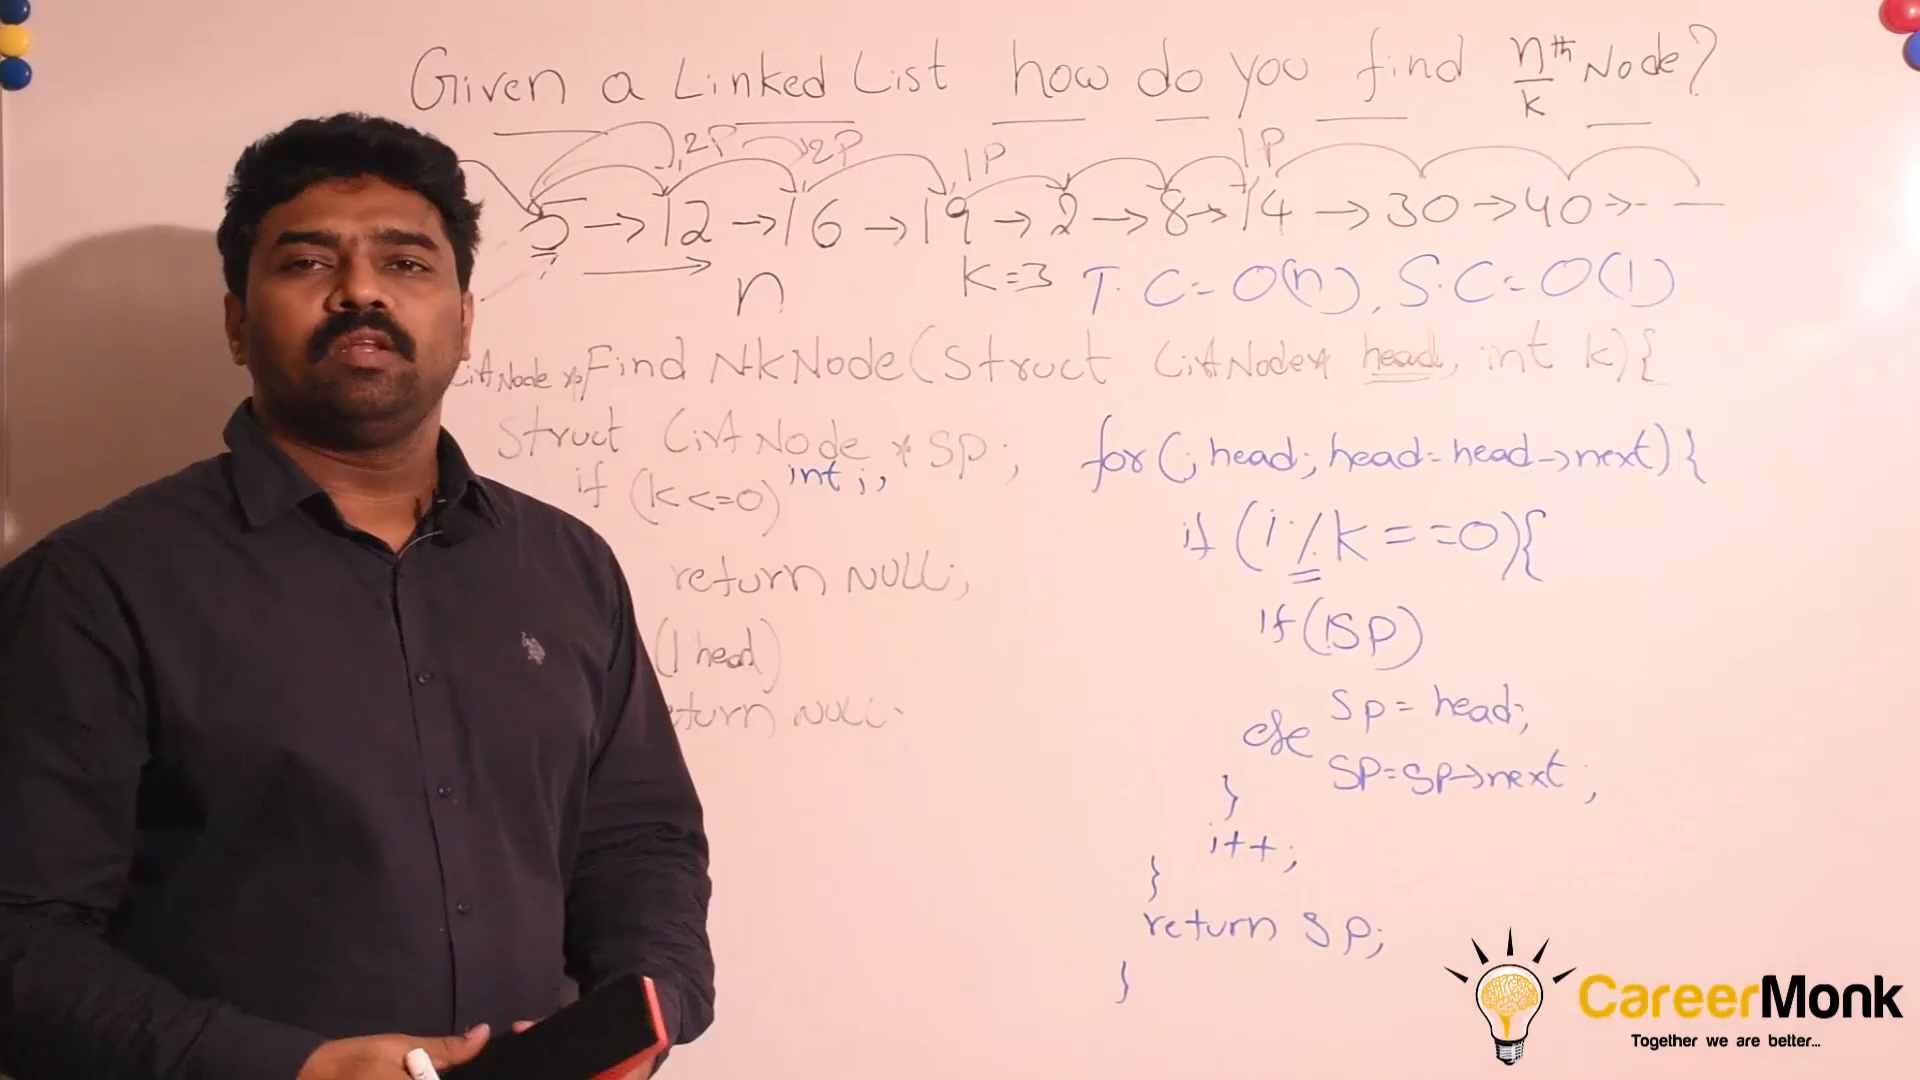 Given a Linked List how do you find n/k th Node?
2P 2P 1P 1P
5 → 12 → 16 → 19 → 2 → 8 → 14 → 30 → 40 →
n
K=3 T.C = O(n), S.C = O(1)
ListNode * Find NkNode(struct ListNode* head, int k){
struct ListNode * SP;
int i;
if (k<=0)
return NULL;
(!head)
return NULL;
for(; head; head=head->next){
if (i%k==0){
if(!SP)
SP = head;
else
SP=SP->next;
}
i++;
}
return SP;
}
CareerMonk
Together we are better...